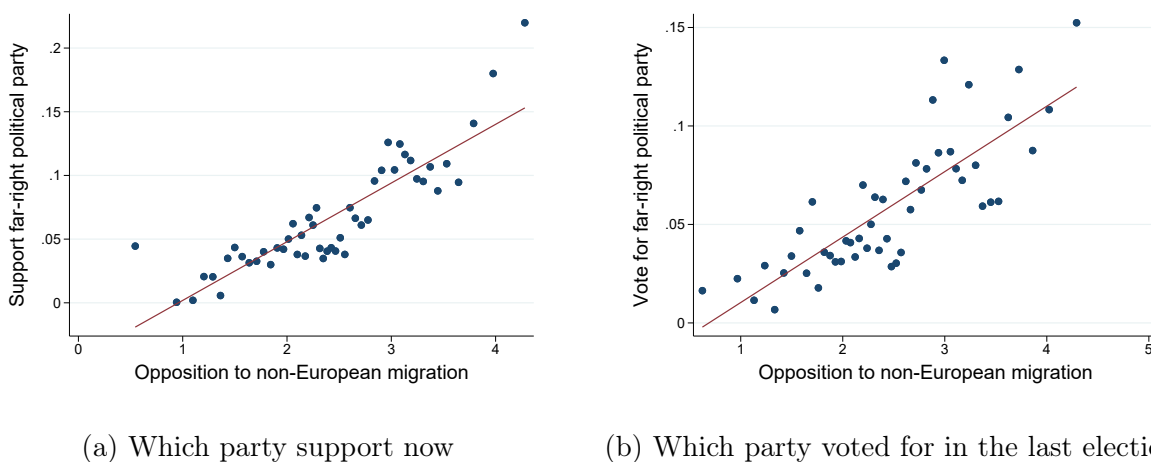 Support far-right political party
.2
.15
.1
.05
0
0 1 2 3 4
Opposition to non-European migration
(a) Which party support now
Vote for far-right political party
.15
.1
.05
0
1 2 3 4 5
Opposition to non-European migration
(b) Which party voted for in the last electi